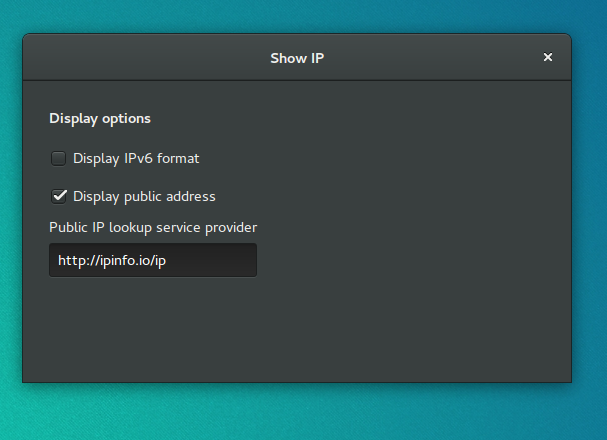 Show IP
Display options
Display IPv6 format
Display public address
Public IP lookup service provider
http://ipinfo.io/ip